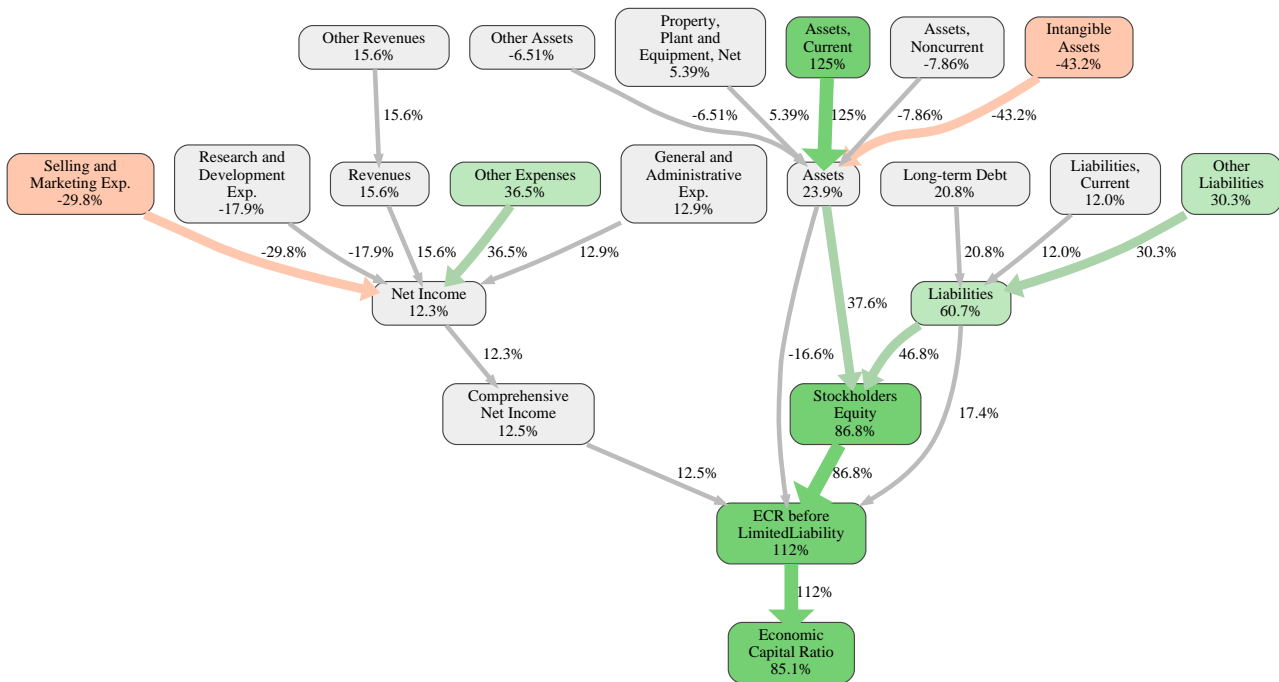 Other Revenues
15.6%
Other Assets
-6.51%
Property,
Plant and
Equipment, Net
5.39%
Assets,
Current
125%
Assets,
Noncurrent
-7.86%
Intangible
Assets
-43.2%
15.6%
-6.51%
5.39%
125%
-7.86%
-43.2%
Selling and
Marketing Exp.
-29.8%
Research and
Development
Exp.
-17.9%
Revenues
15.6%
Other Expenses
36.5%
General and
Administrative
Exp.
12.9%
Assets
23.9%
Long-term Debt
20.8%
Liabilities,
Current
12.0%
Other
Liabilities
30.3%
-29.8%
-17.9%
15.6%
36.5%
12.9%
20.8%
12.0%
30.3%
Net Income
12.3%
37.6%
Liabilities
60.7%
12.3%
-16.6%
46.8%
Comprehensive
Net Income
12.5%
Stockholders
Equity
86.8%
17.4%
12.5%
86.8%
ECR before
LimitedLiability
112%
112%
Economic
Capital Ratio
85.1%